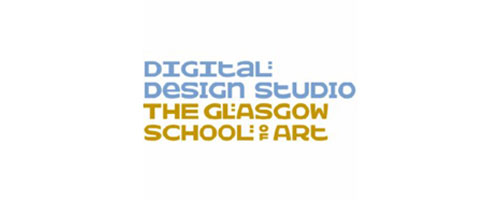 DIGITAL
DESIGN STUDIO
THE GLASGOW
SCHOOL OF ART